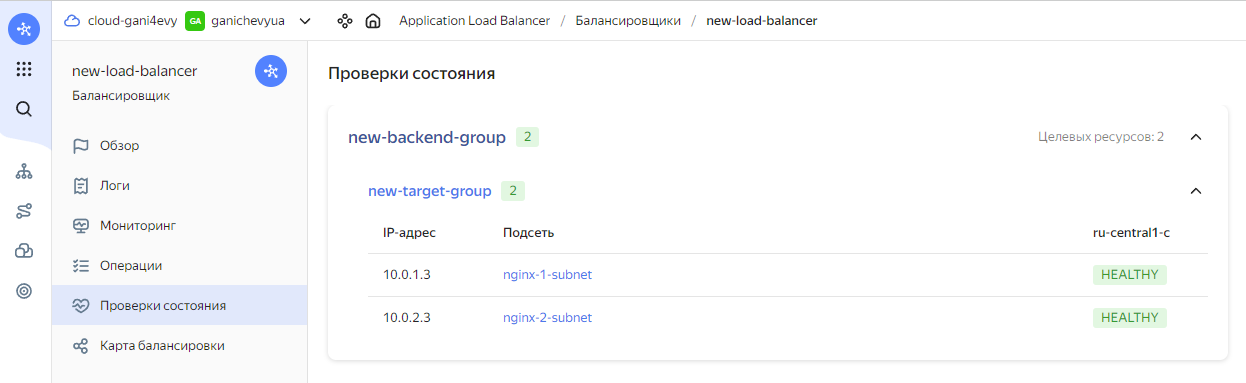 cloud-gani4evy GA ganichevyua Application Load Balancer / Балансировщики / new-load-balancer
new-load-balancer
Балансировщик
Обзор
Логи
Мониторинг
Операции
Проверки состояния
Карта балансировки
Проверки состояния
new-backend-group 2 Целевых ресурсов: 2
new-target-group 2
IP-адрес Подсеть ru-central1-c
10.0.1.3 nginx-1-subnet HEALTHY
10.0.2.3 nginx-2-subnet HEALTHY